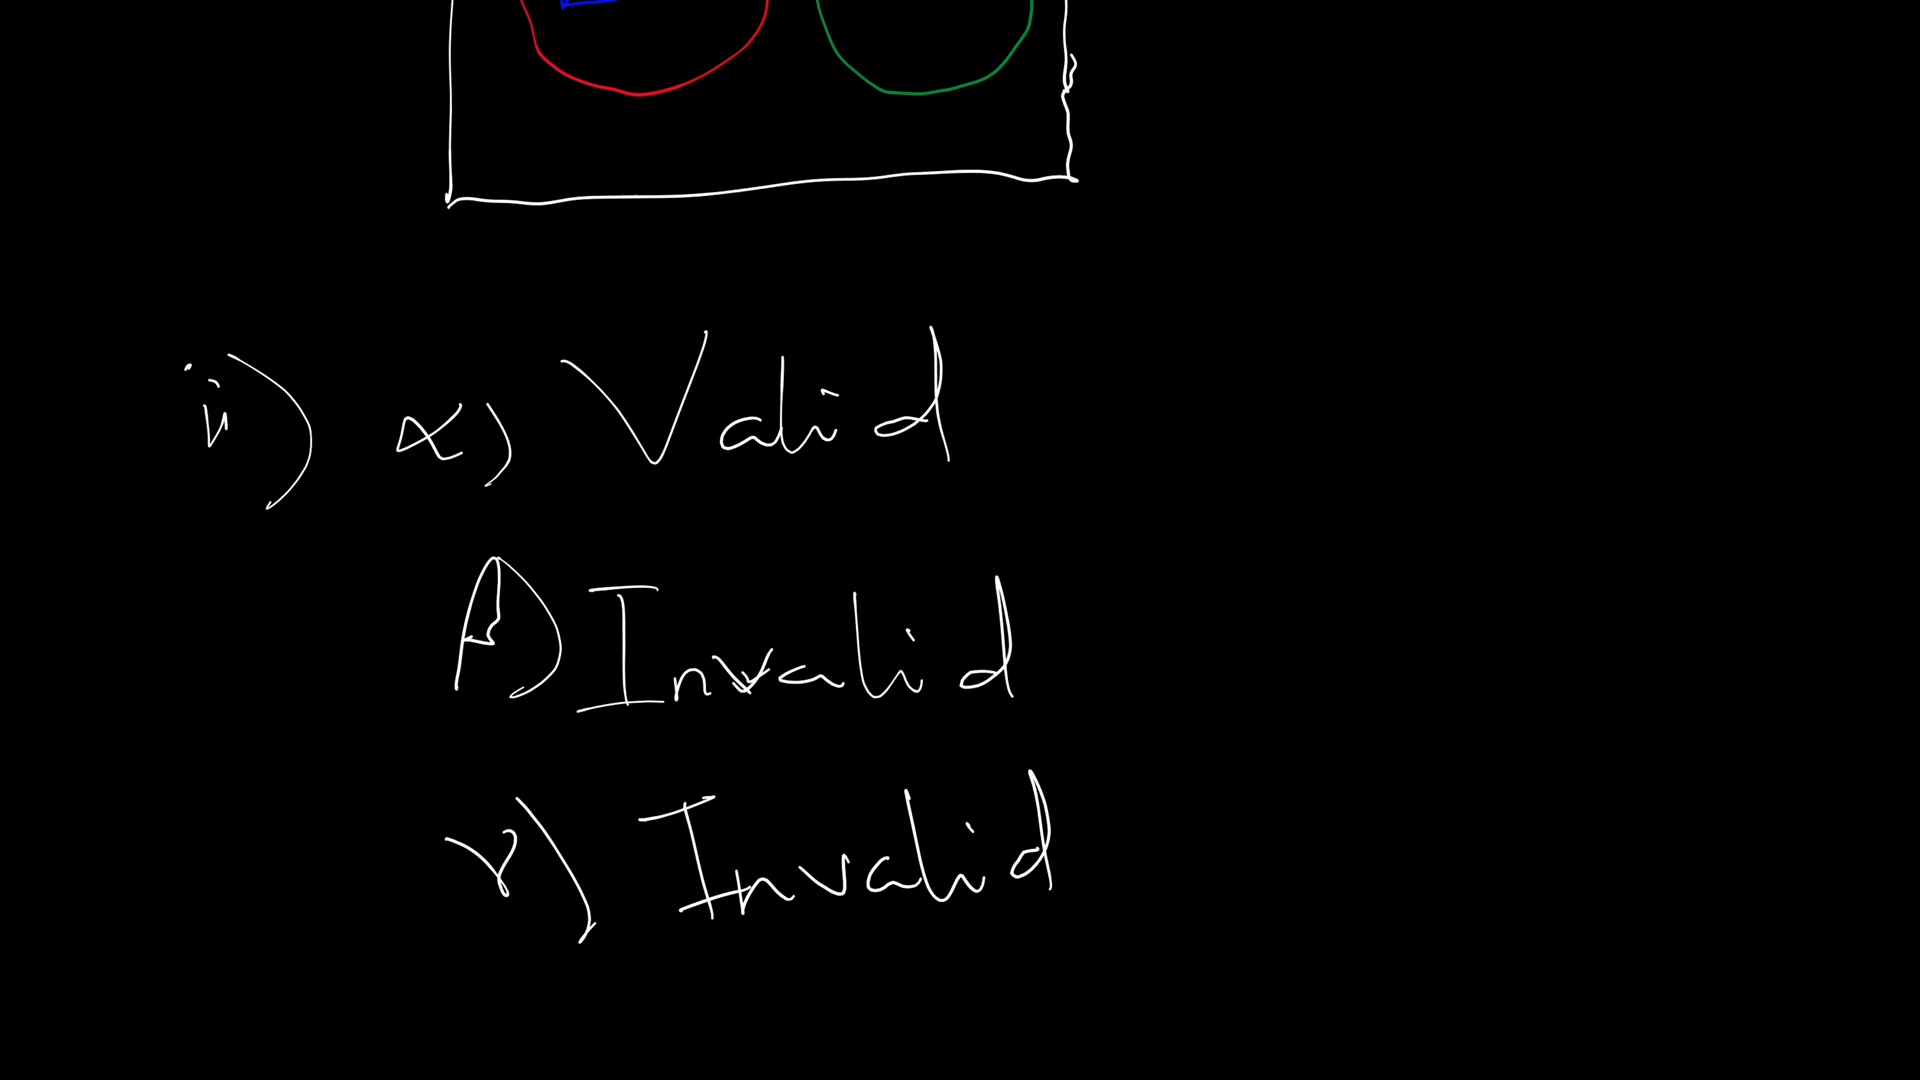 ii) α) Valid
β) Invalid
γ) Invalid